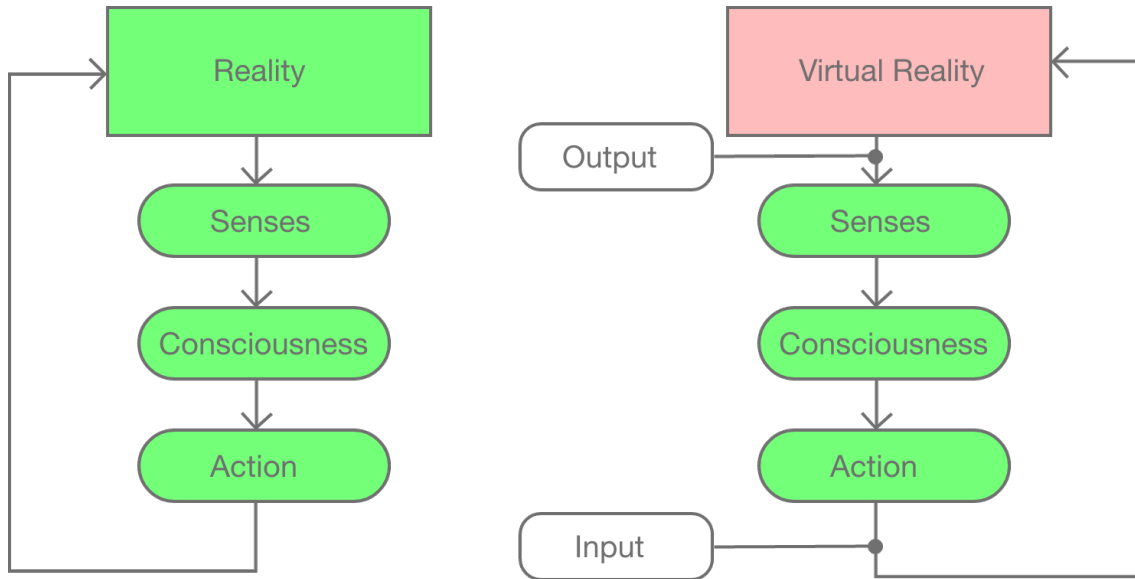 Reality
Senses
Consciousness
Action
Virtual Reality
Output
Senses
Consciousness
Action
Input